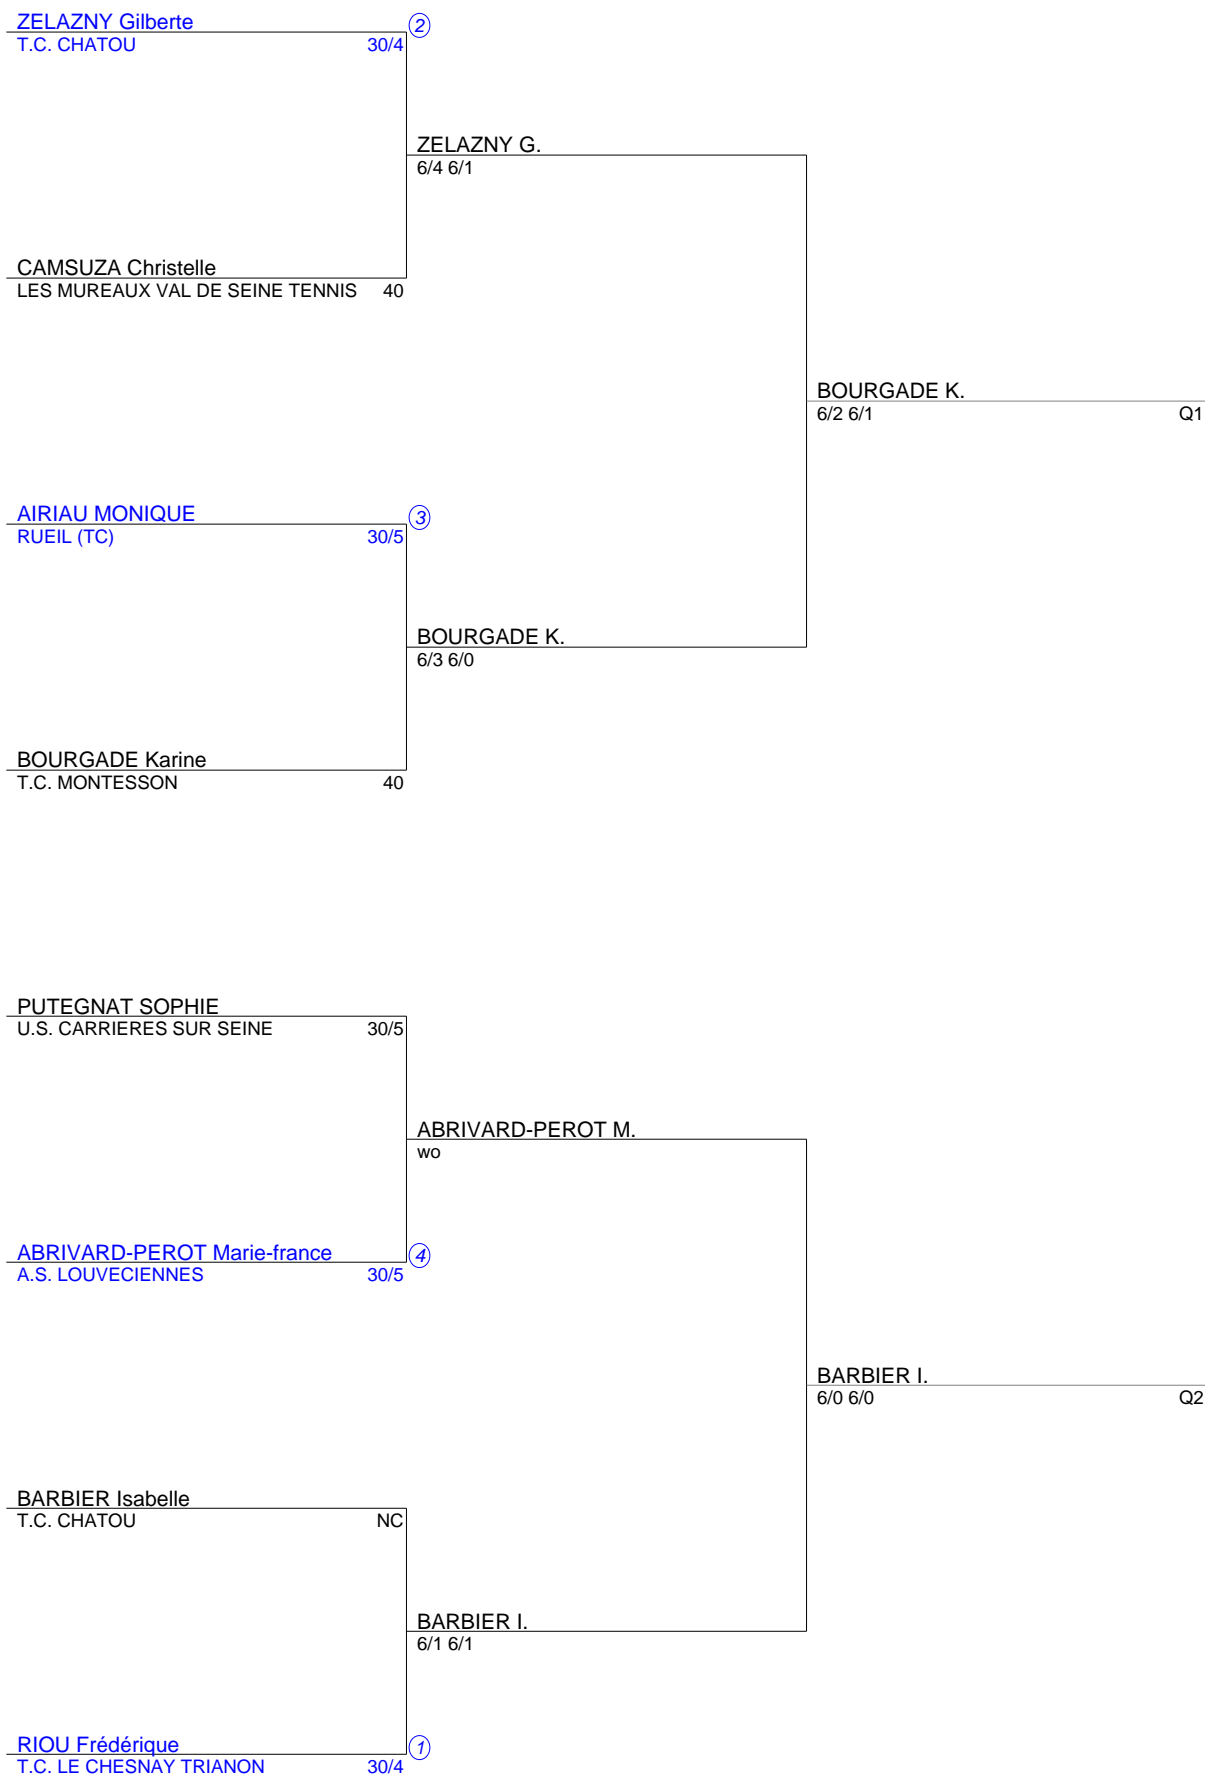 ZELAZNY Gilberte 2
T.C. CHATOU 30/4
ZELAZNY G.
6/4 6/1
CAMSUZA Christelle
LES MUREAUX VAL DE SEINE TENNIS 40
BOURGADE K.
6/2 6/1 Q1
AIRIAU MONIQUE 3
RUEIL (TC) 30/5
BOURGADE K.
6/3 6/0
BOURGADE Karine
T.C. MONTESSON 40
PUTEGNAT SOPHIE
U.S. CARRIERES SUR SEINE 30/5
ABRIVARD-PEROT M.
wo
ABRIVARD-PEROT Marie-france 4
A.S. LOUVECIENNES 30/5
BARBIER I.
6/0 6/0 Q2
BARBIER Isabelle
T.C. CHATOU NC
BARBIER I.
6/1 6/1
RIOU Frédérique 1
T.C. LE CHESNAY TRIANON 30/4